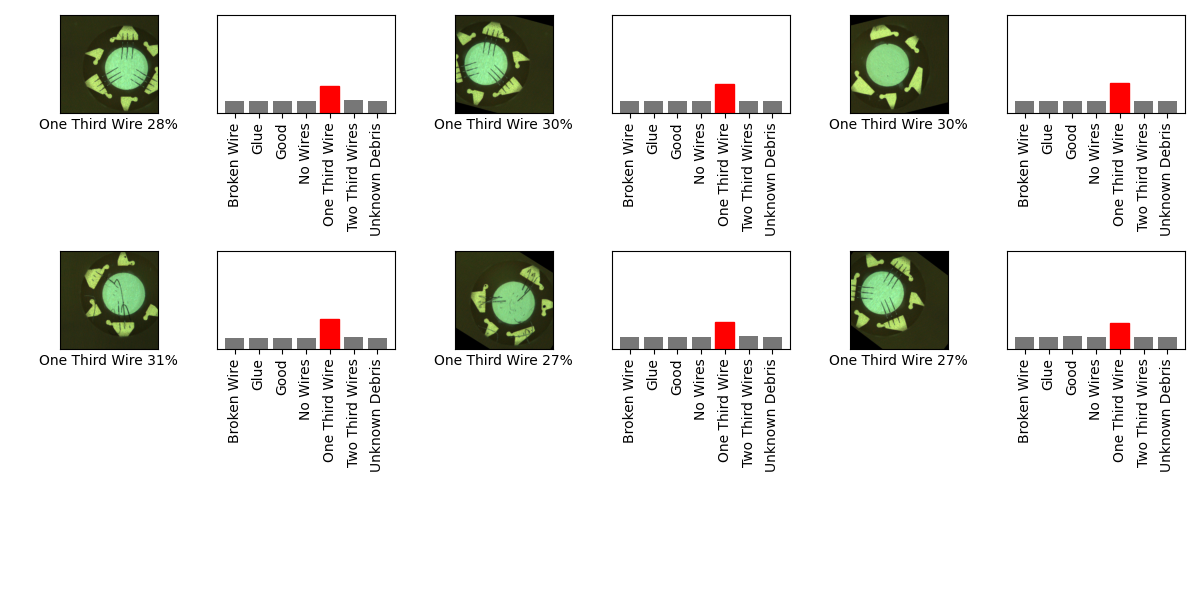 One Third Wire 28%
Broken Wire
Glue
Good
No Wires
One Third Wire
Two Third Wires
Unknown Debris
One Third Wire 30%
Broken Wire
Glue
Good
No Wires
One Third Wire
Two Third Wires
Unknown Debris
One Third Wire 30%
Broken Wire
Glue
Good
No Wires
One Third Wire
Two Third Wires
Unknown Debris
One Third Wire 31%
Broken Wire
Glue
Good
No Wires
One Third Wire
Two Third Wires
Unknown Debris
One Third Wire 27%
Broken Wire
Glue
Good
No Wires
One Third Wire
Two Third Wires
Unknown Debris
One Third Wire 27%
Broken Wire
Glue
Good
No Wires
One Third Wire
Two Third Wires
Unknown Debris